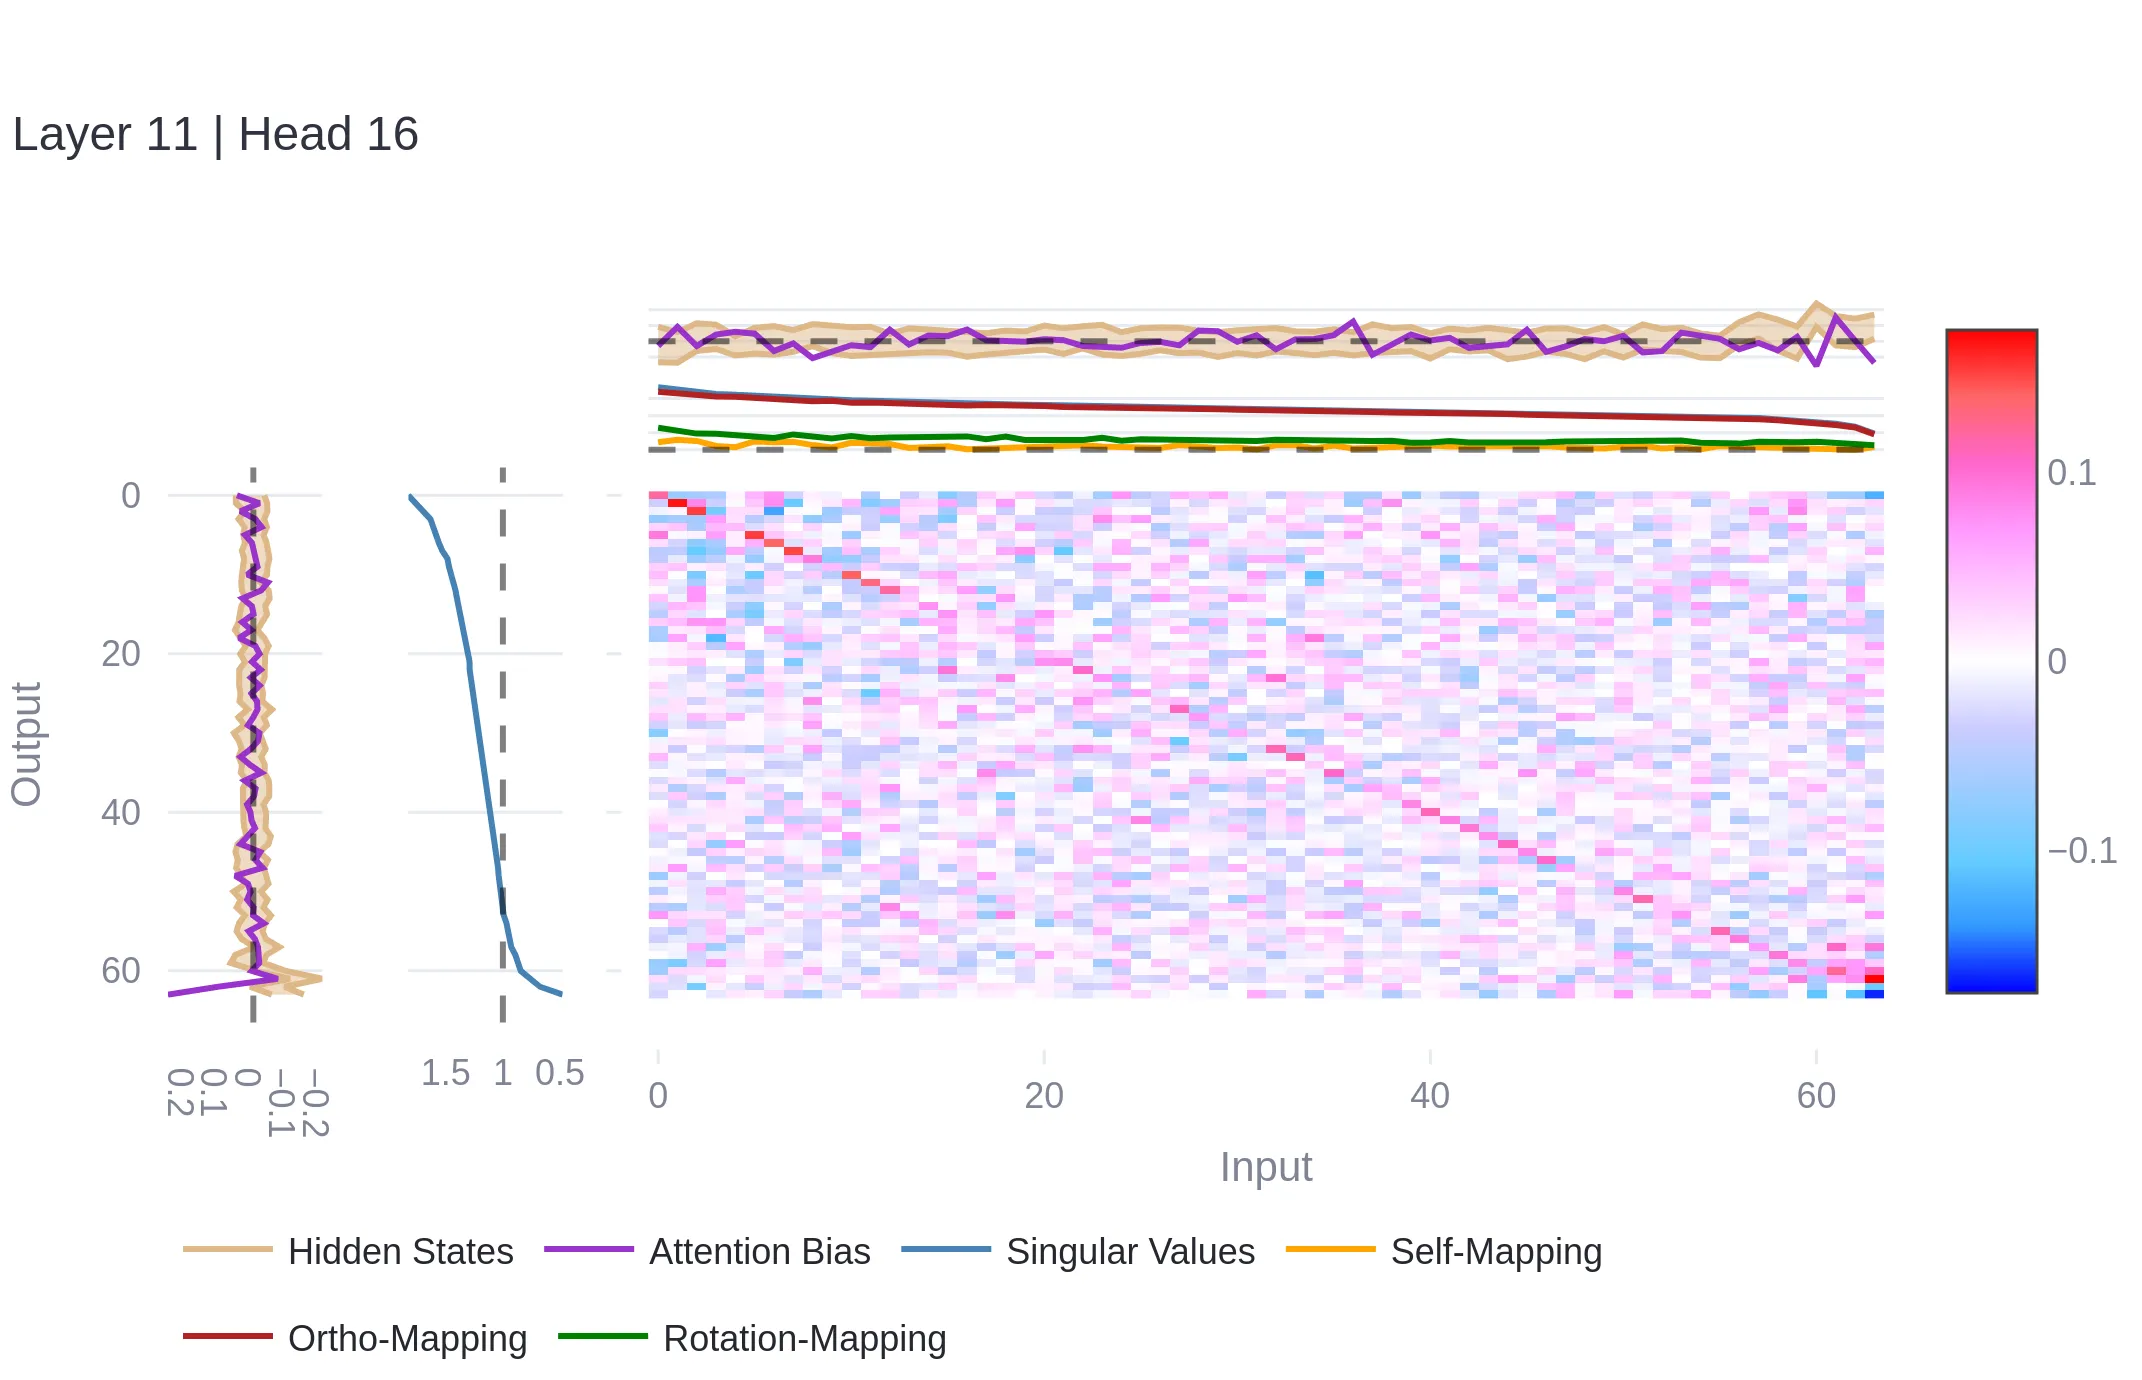 Layer 11 | Head 16
0
20
40
60
Output
0.2
0.1
0
−0.1
−0.2
1.5
1
0.5
0
20
40
60
Input
0.1
0
−0.1
Hidden States
Attention Bias
Singular Values
Self-Mapping
Ortho-Mapping
Rotation-Mapping